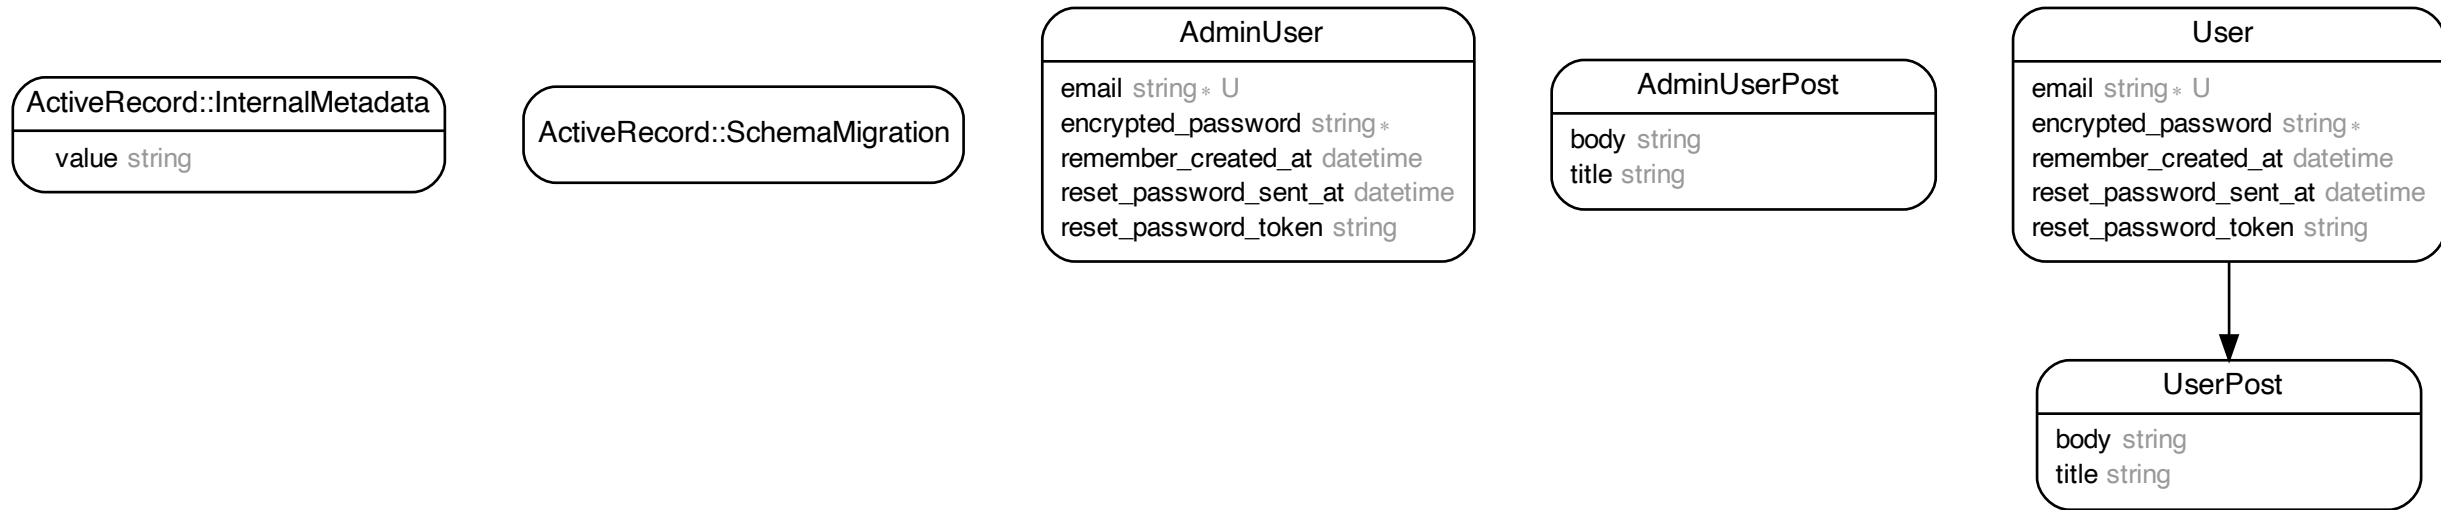 ActiveRecord::InternalMetadata
value string
ActiveRecord::SchemaMigration
AdminUser
email string* U
encrypted_password string*
remember_created_at datetime
reset_password_sent_at datetime
reset_password_token string
AdminUserPost
body string
title string
User
email string* U
encrypted_password string*
remember_created_at datetime
reset_password_sent_at datetime
reset_password_token string
UserPost
body string
title string